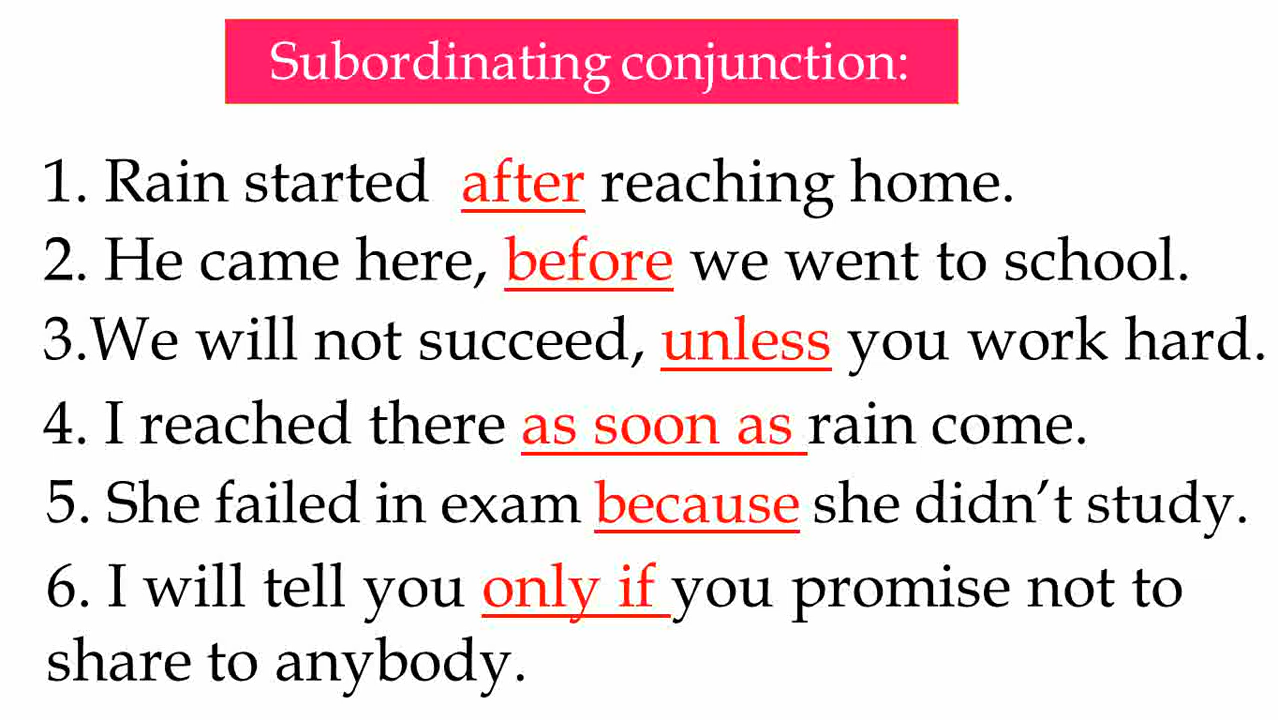 Subordinating conjunction:
1. Rain started after reaching home.
2. He came here, before we went to school.
3.We will not succeed, unless you work hard.
4. I reached there as soon as rain come.
5. She failed in exam because she didn’t study.
6. I will tell you only if you promise not to
share to anybody.